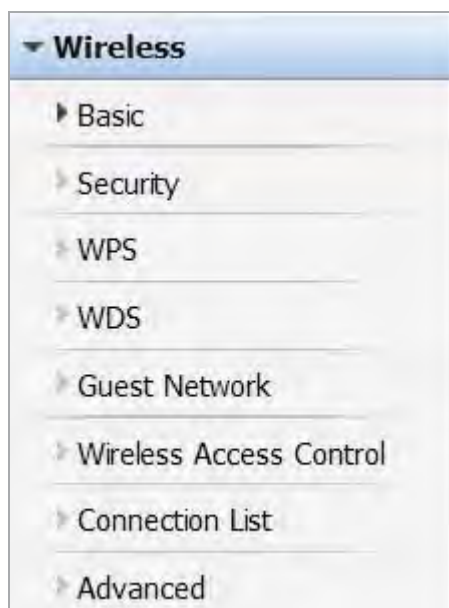 Wireless
Basic
Security
WPS
WDS
Guest Network
Wireless Access Control
Connection List
Advanced